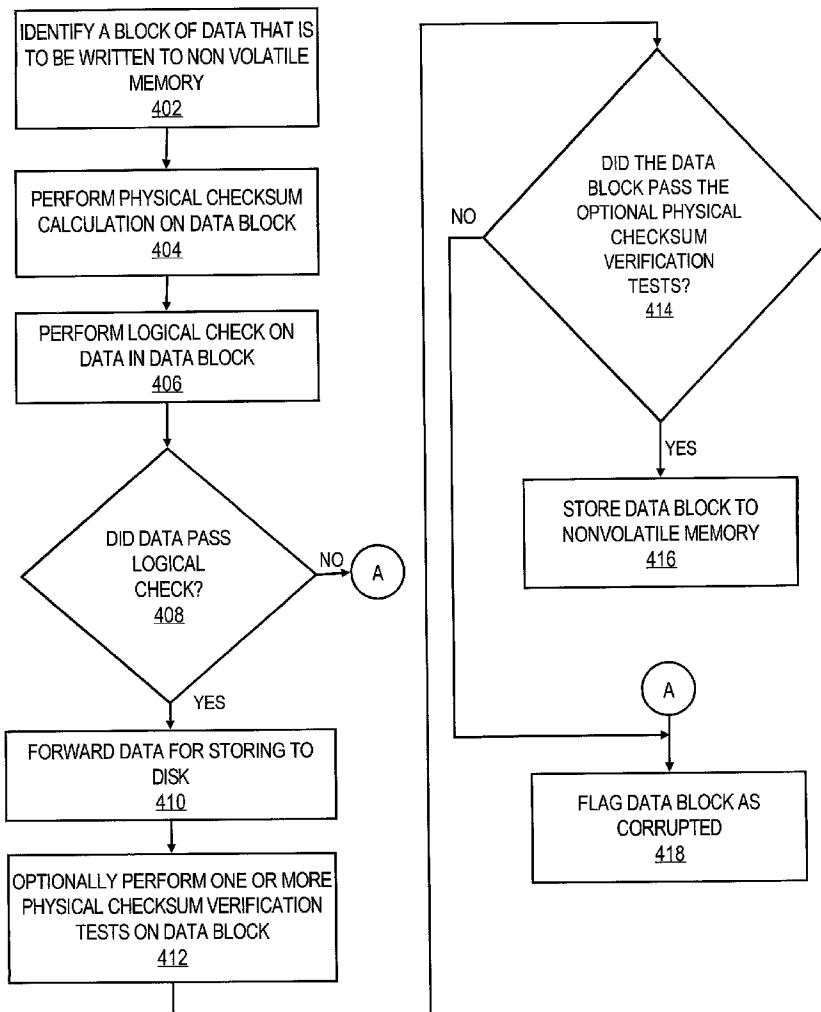 IDENTIFY A BLOCK OF DATA THAT IS
TO BE WRITTEN TO NON VOLATILE
MEMORY
402
PERFORM PHYSICAL CHECKSUM
CALCULATION ON DATA BLOCK
404
PERFORM LOGICAL CHECK ON
DATA IN DATA BLOCK
406
DID DATA PASS
LOGICAL
CHECK?
408
NO
A
YES
FORWARD DATA FOR STORING TO
DISK
410
OPTIONALLY PERFORM ONE OR MORE
PHYSICAL CHECKSUM VERIFICATION
TESTS ON DATA BLOCK
412
DID THE DATA
BLOCK PASS THE
OPTIONAL PHYSICAL
CHECKSUM
VERIFICATION
TESTS?
414
NO
YES
STORE DATA BLOCK TO
NONVOLATILE MEMORY
416
A
FLAG DATA BLOCK AS
CORRUPTED
418